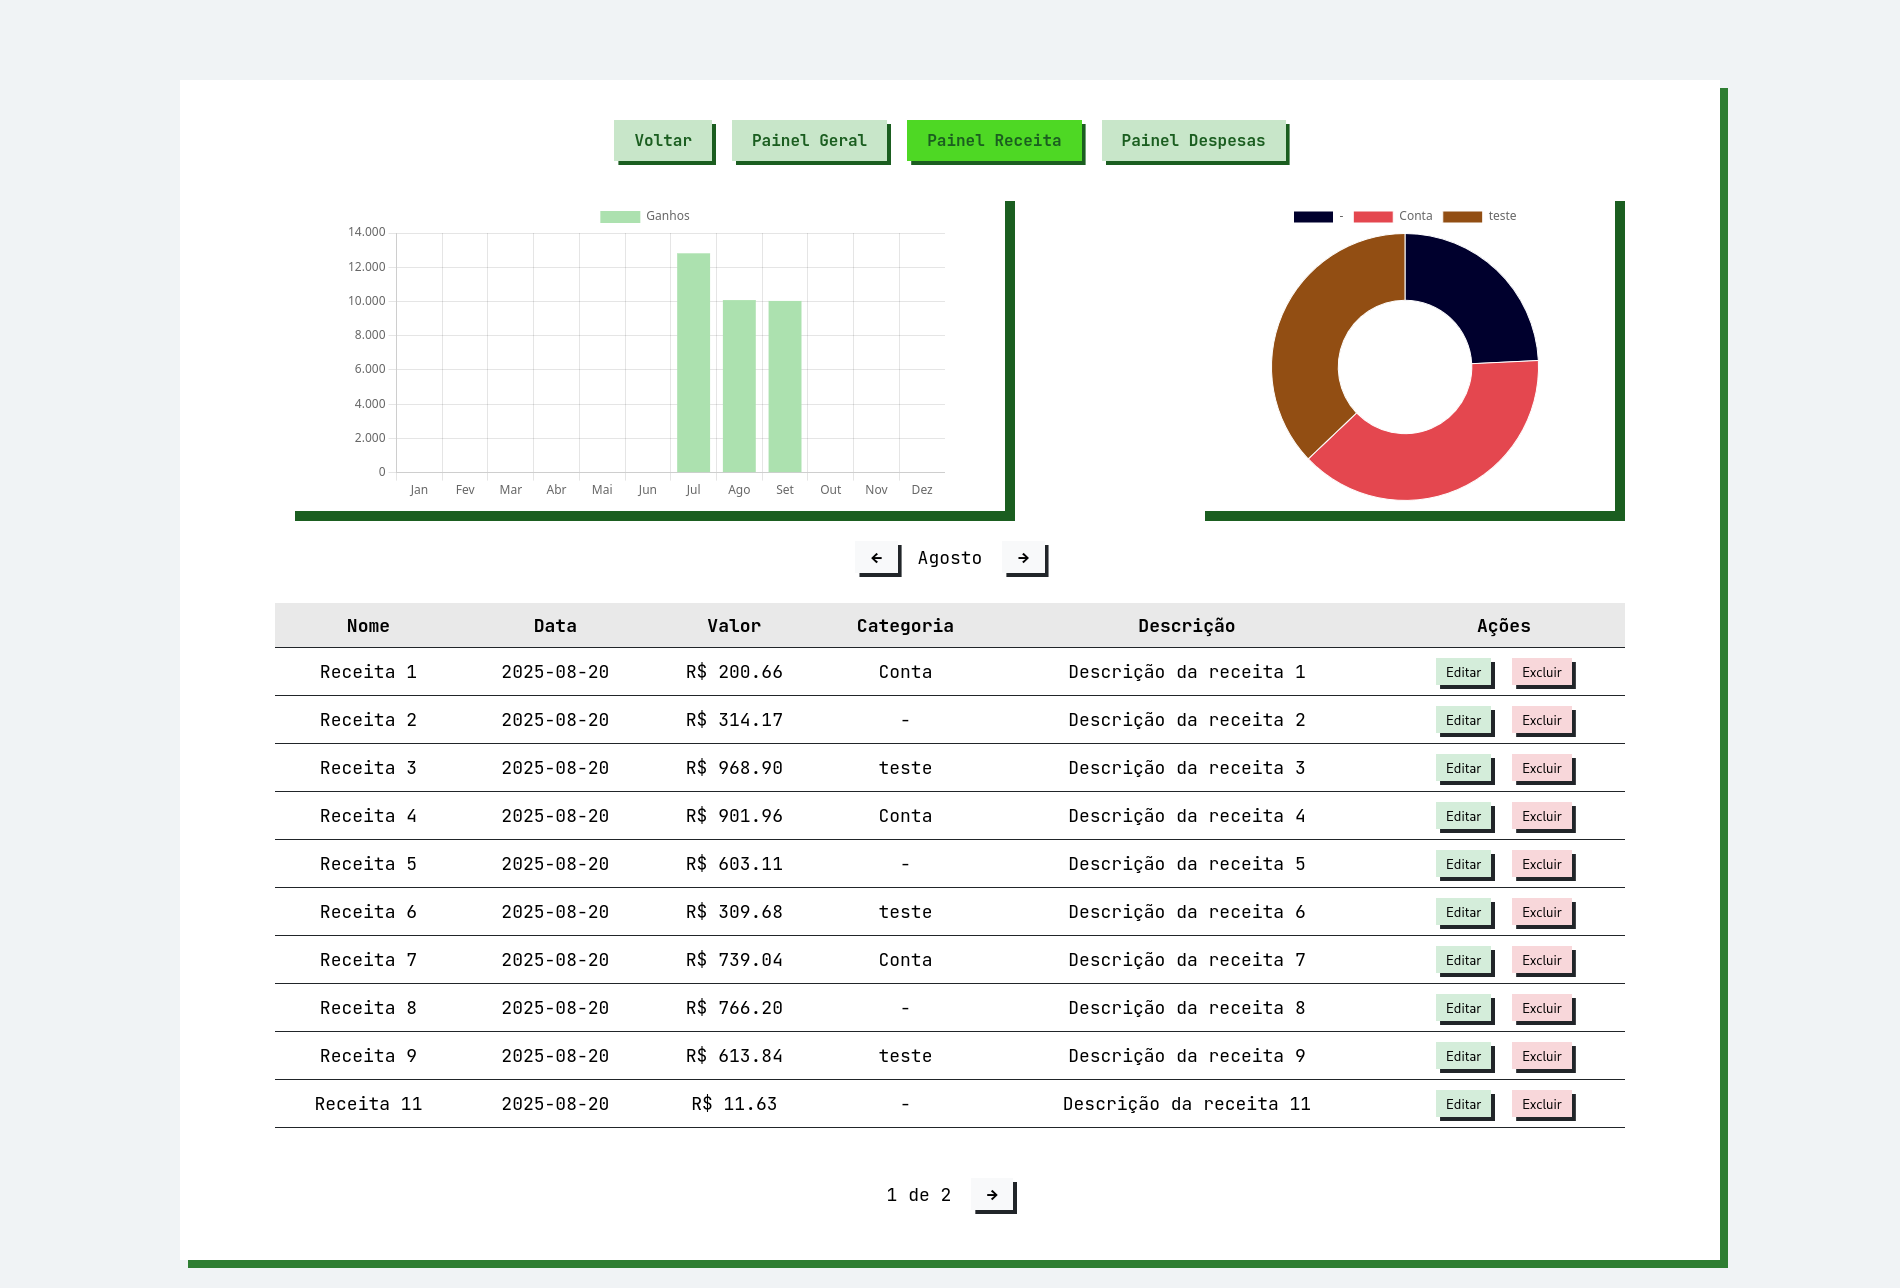 Voltar Painel Geral Painel Receita Painel Despesas
Ganhos
14.000
12.000
10.000
8.000
6.000
4.000
2.000
0
Jan Fev Mar Abr Mai Jun Jul Ago Set Out Nov Dez
- Conta teste
← Agosto →
Nome Data Valor Categoria Descrição Ações
Receita 1 2025-08-20 R$ 200.66 Conta Descrição da receita 1 Editar Excluir
Receita 2 2025-08-20 R$ 314.17 - Descrição da receita 2 Editar Excluir
Receita 3 2025-08-20 R$ 968.90 teste Descrição da receita 3 Editar Excluir
Receita 4 2025-08-20 R$ 901.96 Conta Descrição da receita 4 Editar Excluir
Receita 5 2025-08-20 R$ 603.11 - Descrição da receita 5 Editar Excluir
Receita 6 2025-08-20 R$ 309.68 teste Descrição da receita 6 Editar Excluir
Receita 7 2025-08-20 R$ 739.04 Conta Descrição da receita 7 Editar Excluir
Receita 8 2025-08-20 R$ 766.20 - Descrição da receita 8 Editar Excluir
Receita 9 2025-08-20 R$ 613.84 teste Descrição da receita 9 Editar Excluir
Receita 11 2025-08-20 R$ 11.63 - Descrição da receita 11 Editar Excluir
1 de 2 →